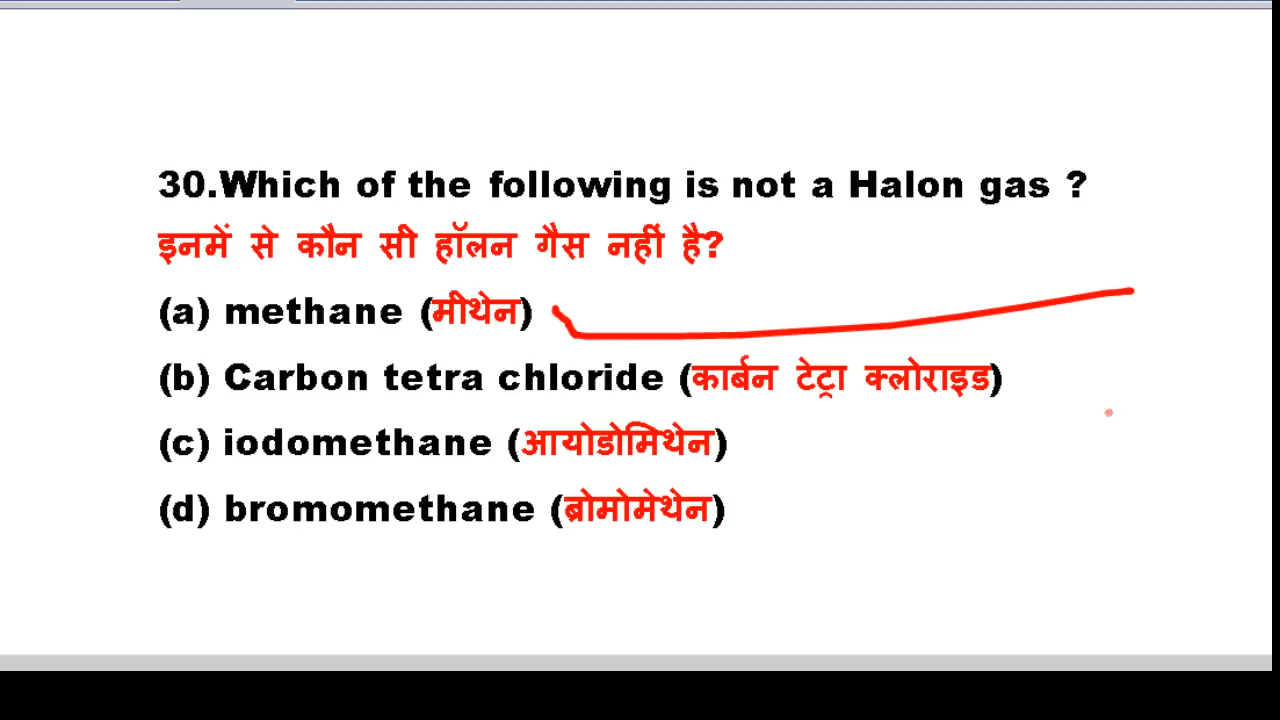 30.Which of the following is not a Halon gas ?
इनमें से कौन सी हॉलन गैस नहीं है?
(a) methane (मीथेन)
(b) Carbon tetra chloride (कार्बन टेट्रा क्लोराइड)
(c) iodomethane (आयोडोमिथेन)
(d) bromomethane (ब्रोमोमेथेन)